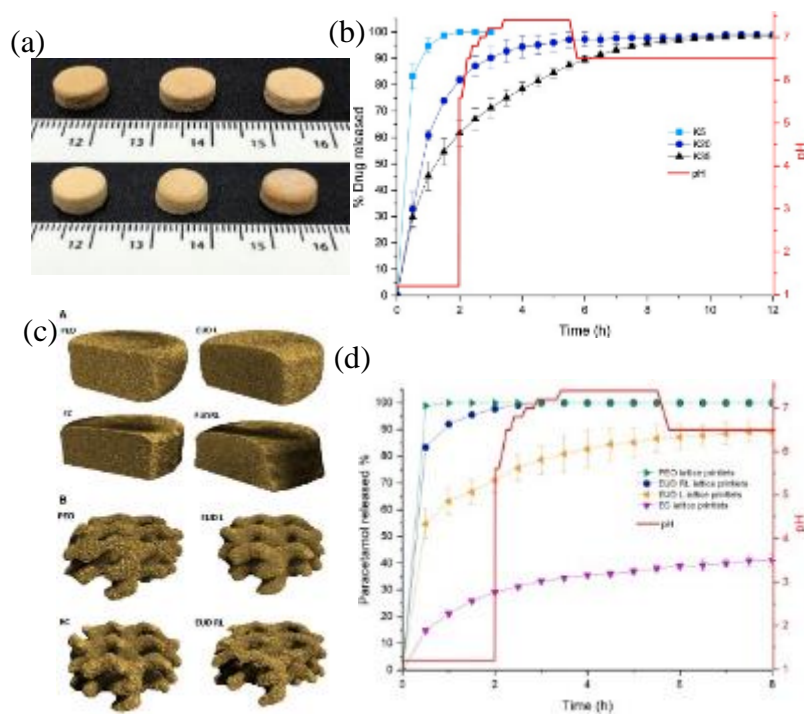 (a)
12 13 14 15 16
12 13 14 15 16
(b)
% Drug released
100
90
80
70
60
50
40
30
20
10
0
K5
K20
K35
pH
7
6
5
4
3
2
1
pH
0 2 4 6 8 10 12
Time (h)
(c)
A
PEO EUD L
EC EUD RL
B
PEO EUD L
EC EUD RL
(d)
Paracetamol released %
100
90
80
70
60
50
40
30
20
10
0
PEO lattice printlets
EUD RL lattice printlets
EUD L lattice printlets
EC lattice printlets
pH
7
6
5
4
3
2
1
pH
0 2 4 6 8
Time (h)